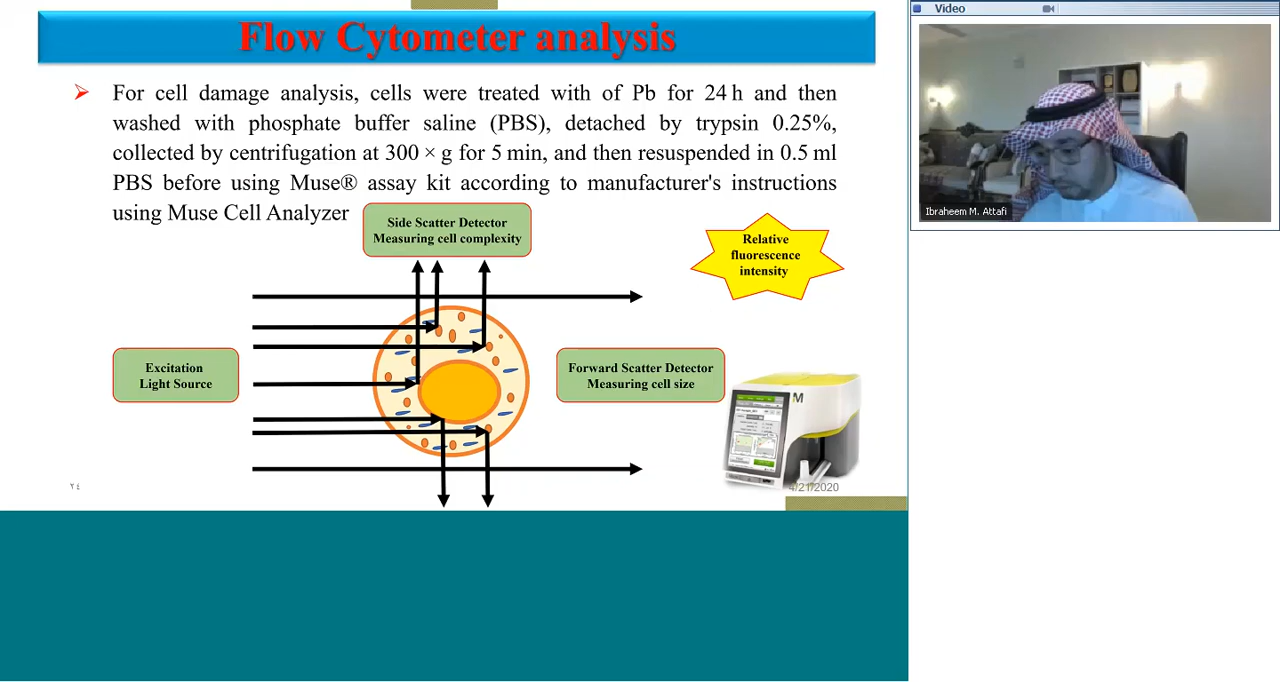 Flow Cytometer analysis
For cell damage analysis, cells were treated with of Pb for 24 h and then
washed with phosphate buffer saline (PBS), detached by trypsin 0.25%,
collected by centrifugation at 300 × g for 5 min, and then resuspended in 0.5 ml
PBS before using Muse® assay kit according to manufacturer's instructions
using Muse Cell Analyzer
Side Scatter Detector
Measuring cell complexity
Relative
fluorescence
intensity
Excitation
Light Source
Forward Scatter Detector
Measuring cell size
M
٢٤
4/21/2020
Video
Ibraheem M. Attafi